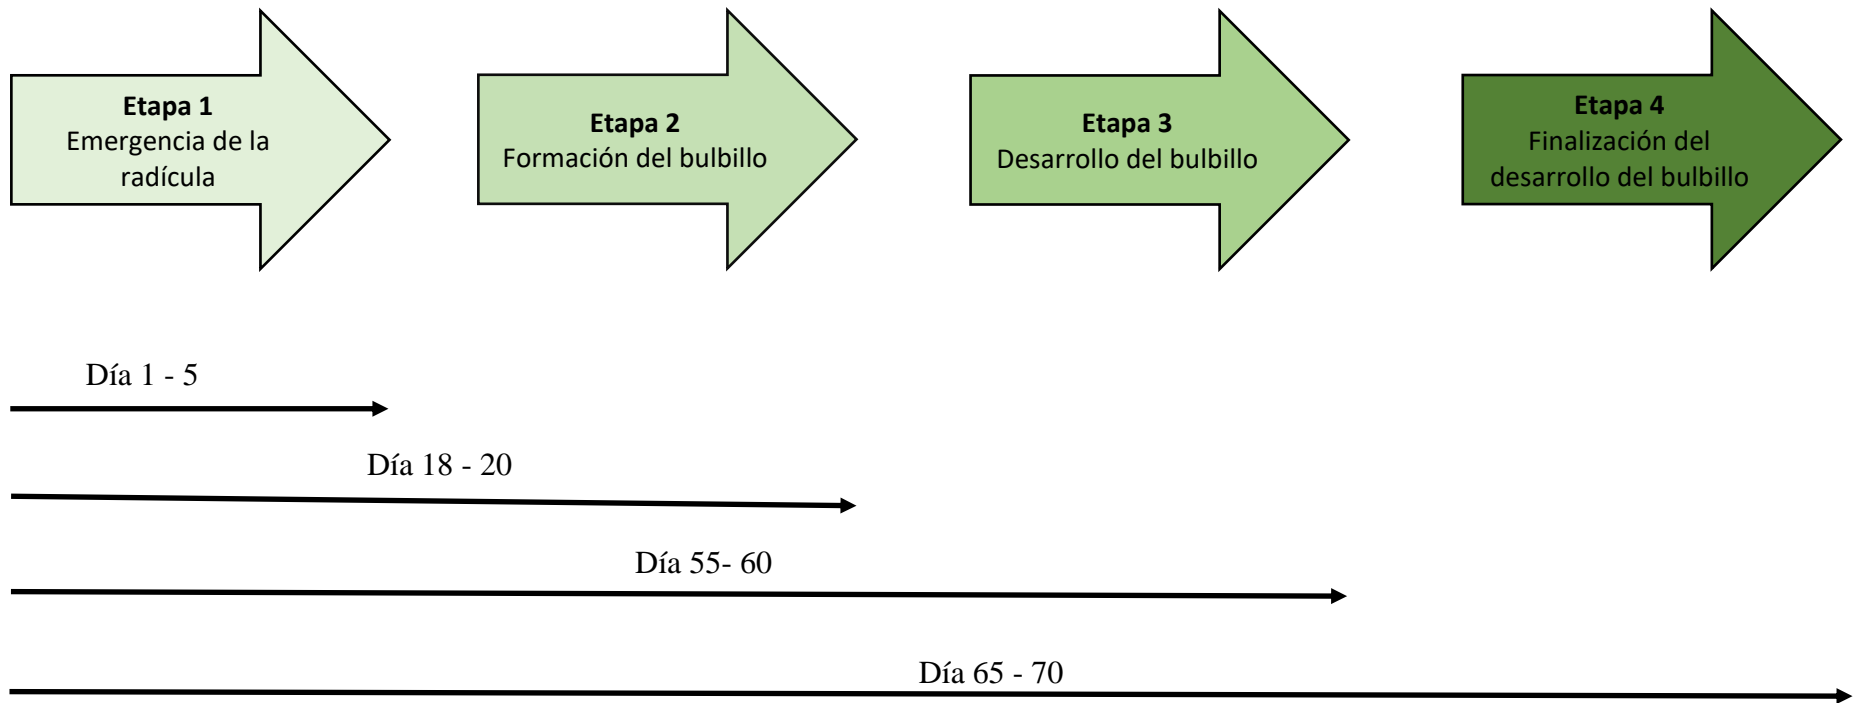 Etapa 1
Emergencia de la
radícula
Etapa 2
Formación del bulbillo
Etapa 3
Desarrollo del bulbillo
Etapa 4
Finalización del
desarrollo del bulbillo
Día 1 - 5
Día 18 - 20
Día 55- 60
Día 65 - 70